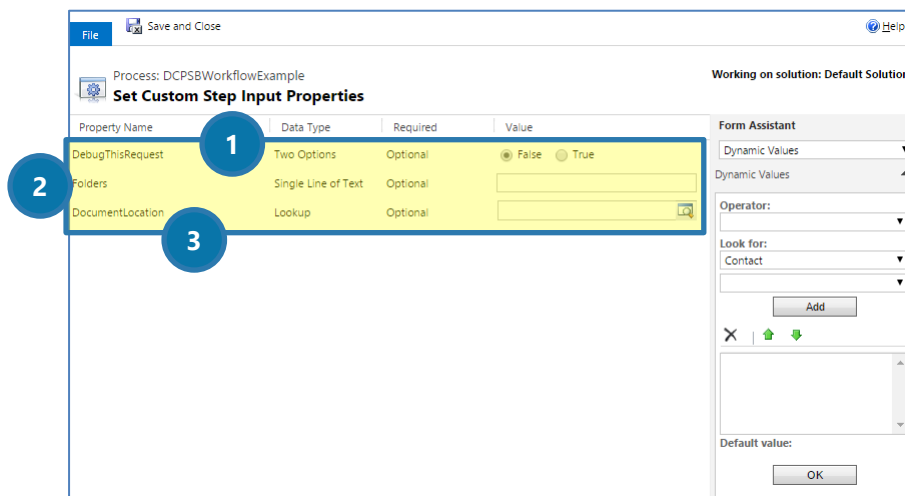 File
Save and Close
Help
Process: DCPSBWorkflowExample
Set Custom Step Input Properties
Working on solution: Default Solution
Property Name Data Type Required Value
DebugThisRequest Two Options Optional False True
Folders Single Line of Text Optional
DocumentLocation Lookup Optional
1
2
3
Form Assistant
Dynamic Values
Dynamic Values
Operator:
Look for:
Contact
Add
Default value:
OK